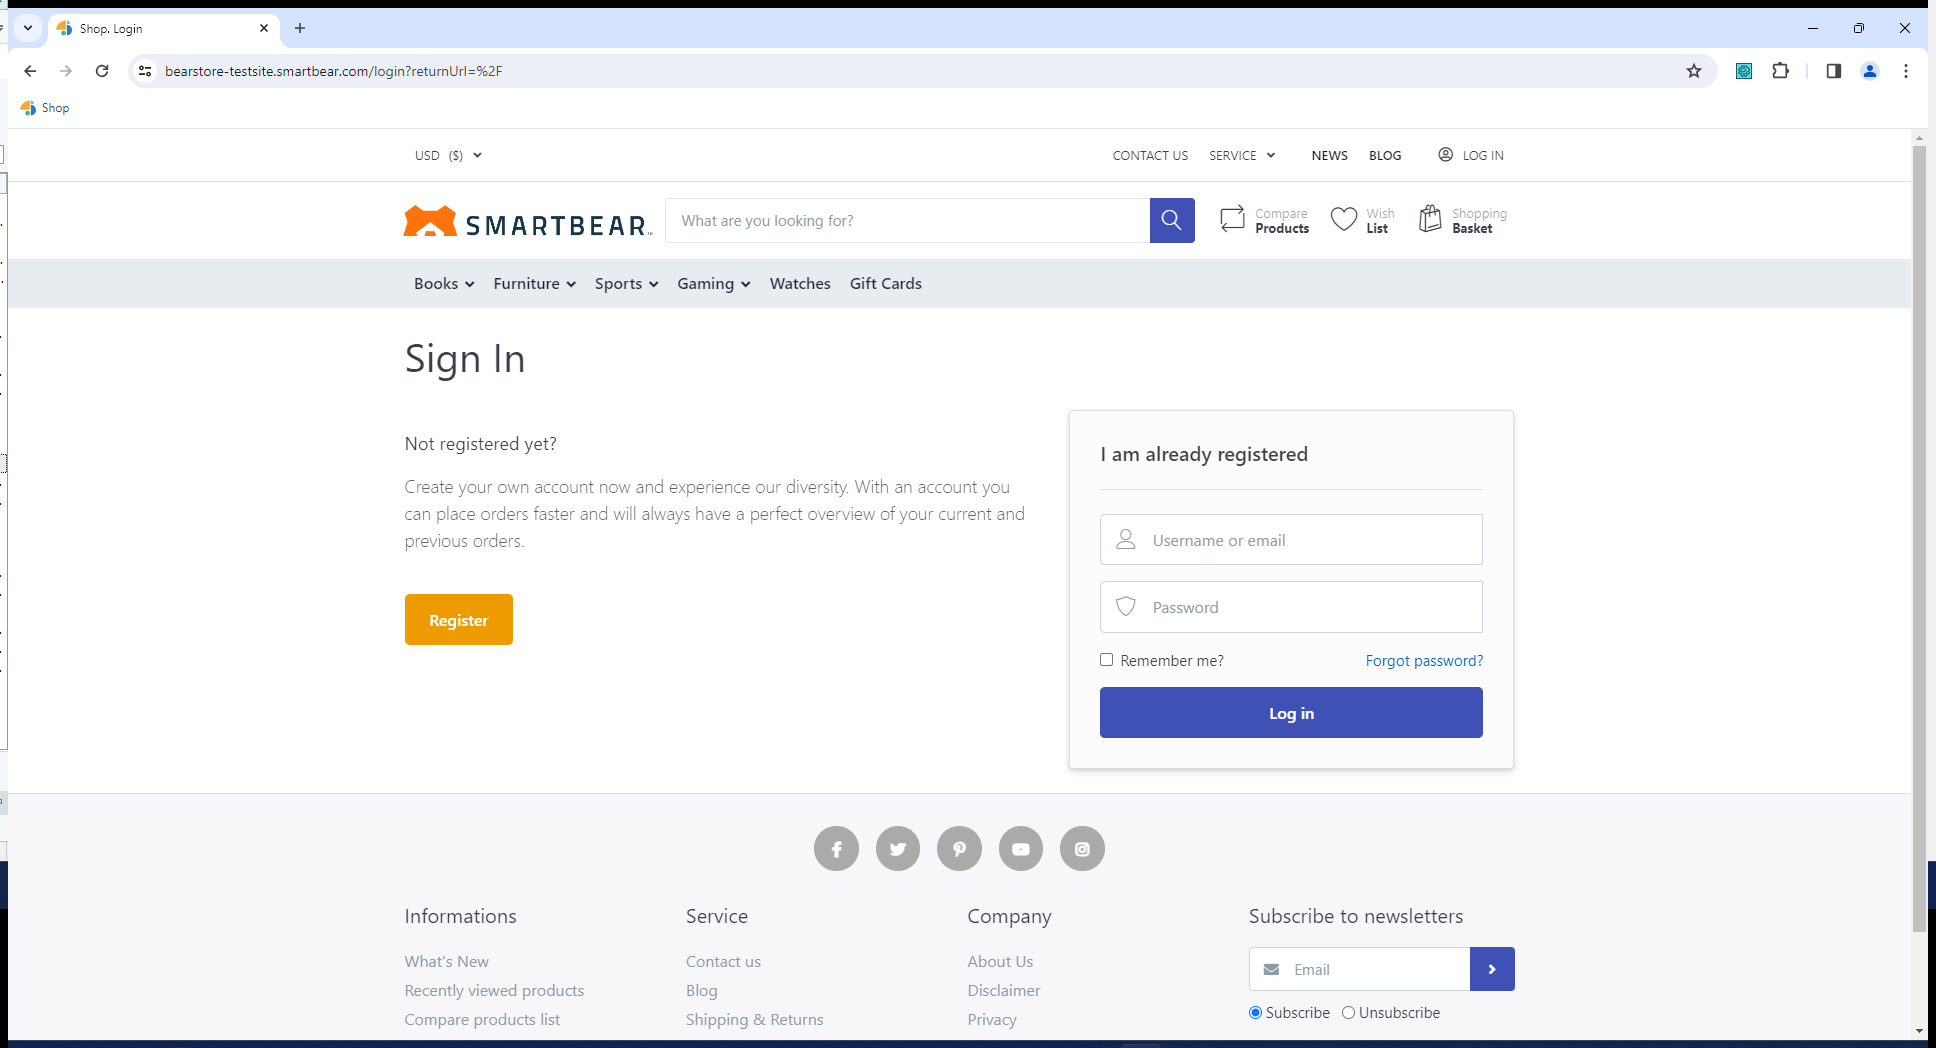 Shop. Login
bearstore-testsite.smartbear.com/login?returnUrl=%2F
Shop
USD ($)
CONTACT US SERVICE NEWS BLOG LOG IN
SMARTBEAR
What are you looking for?
Compare Products
Wish List
Shopping Basket
Books Furniture Sports Gaming Watches Gift Cards
Sign In
Not registered yet?
Create your own account now and experience our diversity. With an account you
can place orders faster and will always have a perfect overview of your current and
previous orders.
Register
I am already registered
Username or email
Password
Remember me? Forgot password?
Log in
Informations
What's New
Recently viewed products
Compare products list
Service
Contact us
Blog
Shipping & Returns
Company
About Us
Disclaimer
Privacy
Subscribe to newsletters
Email
Subscribe Unsubscribe